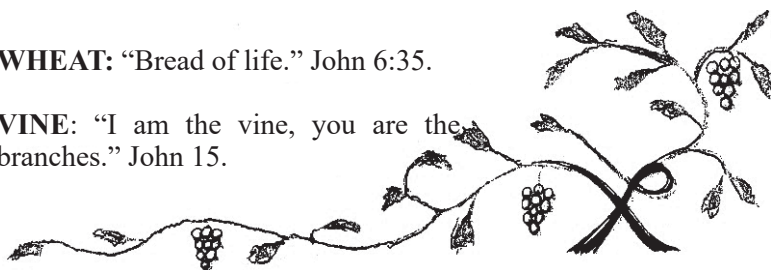 WHEAT: “Bread of life.” John 6:35.
VINE: “I am the vine, you are the
branches.” John 15.